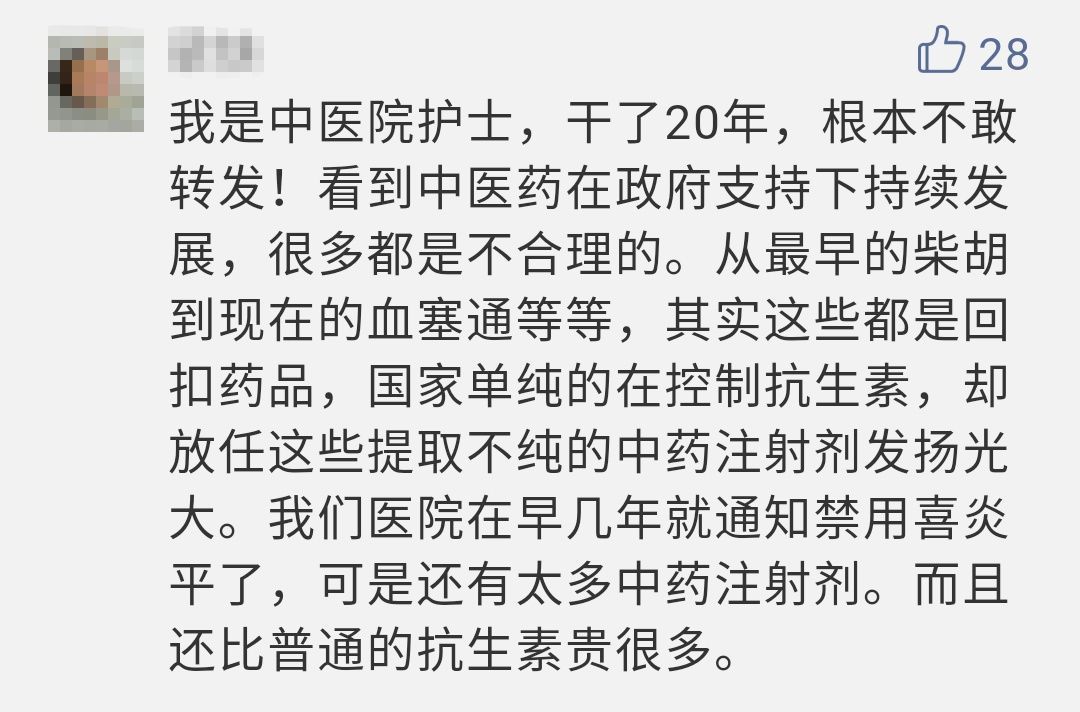 28
我是中医院护士，干了20年，根本不敢
转发！看到中医药在政府支持下持续发
展，很多都是不合理的。从最早的柴胡
到现在的血塞通等等，其实这些都是回
扣药品，国家单纯的在控制抗生素，却
放任这些提取不纯的中药注射剂发扬光
大。我们医院在早几年就通知禁用喜炎
平了，可是还有太多中药注射剂。而且
还比普通的抗生素贵很多。